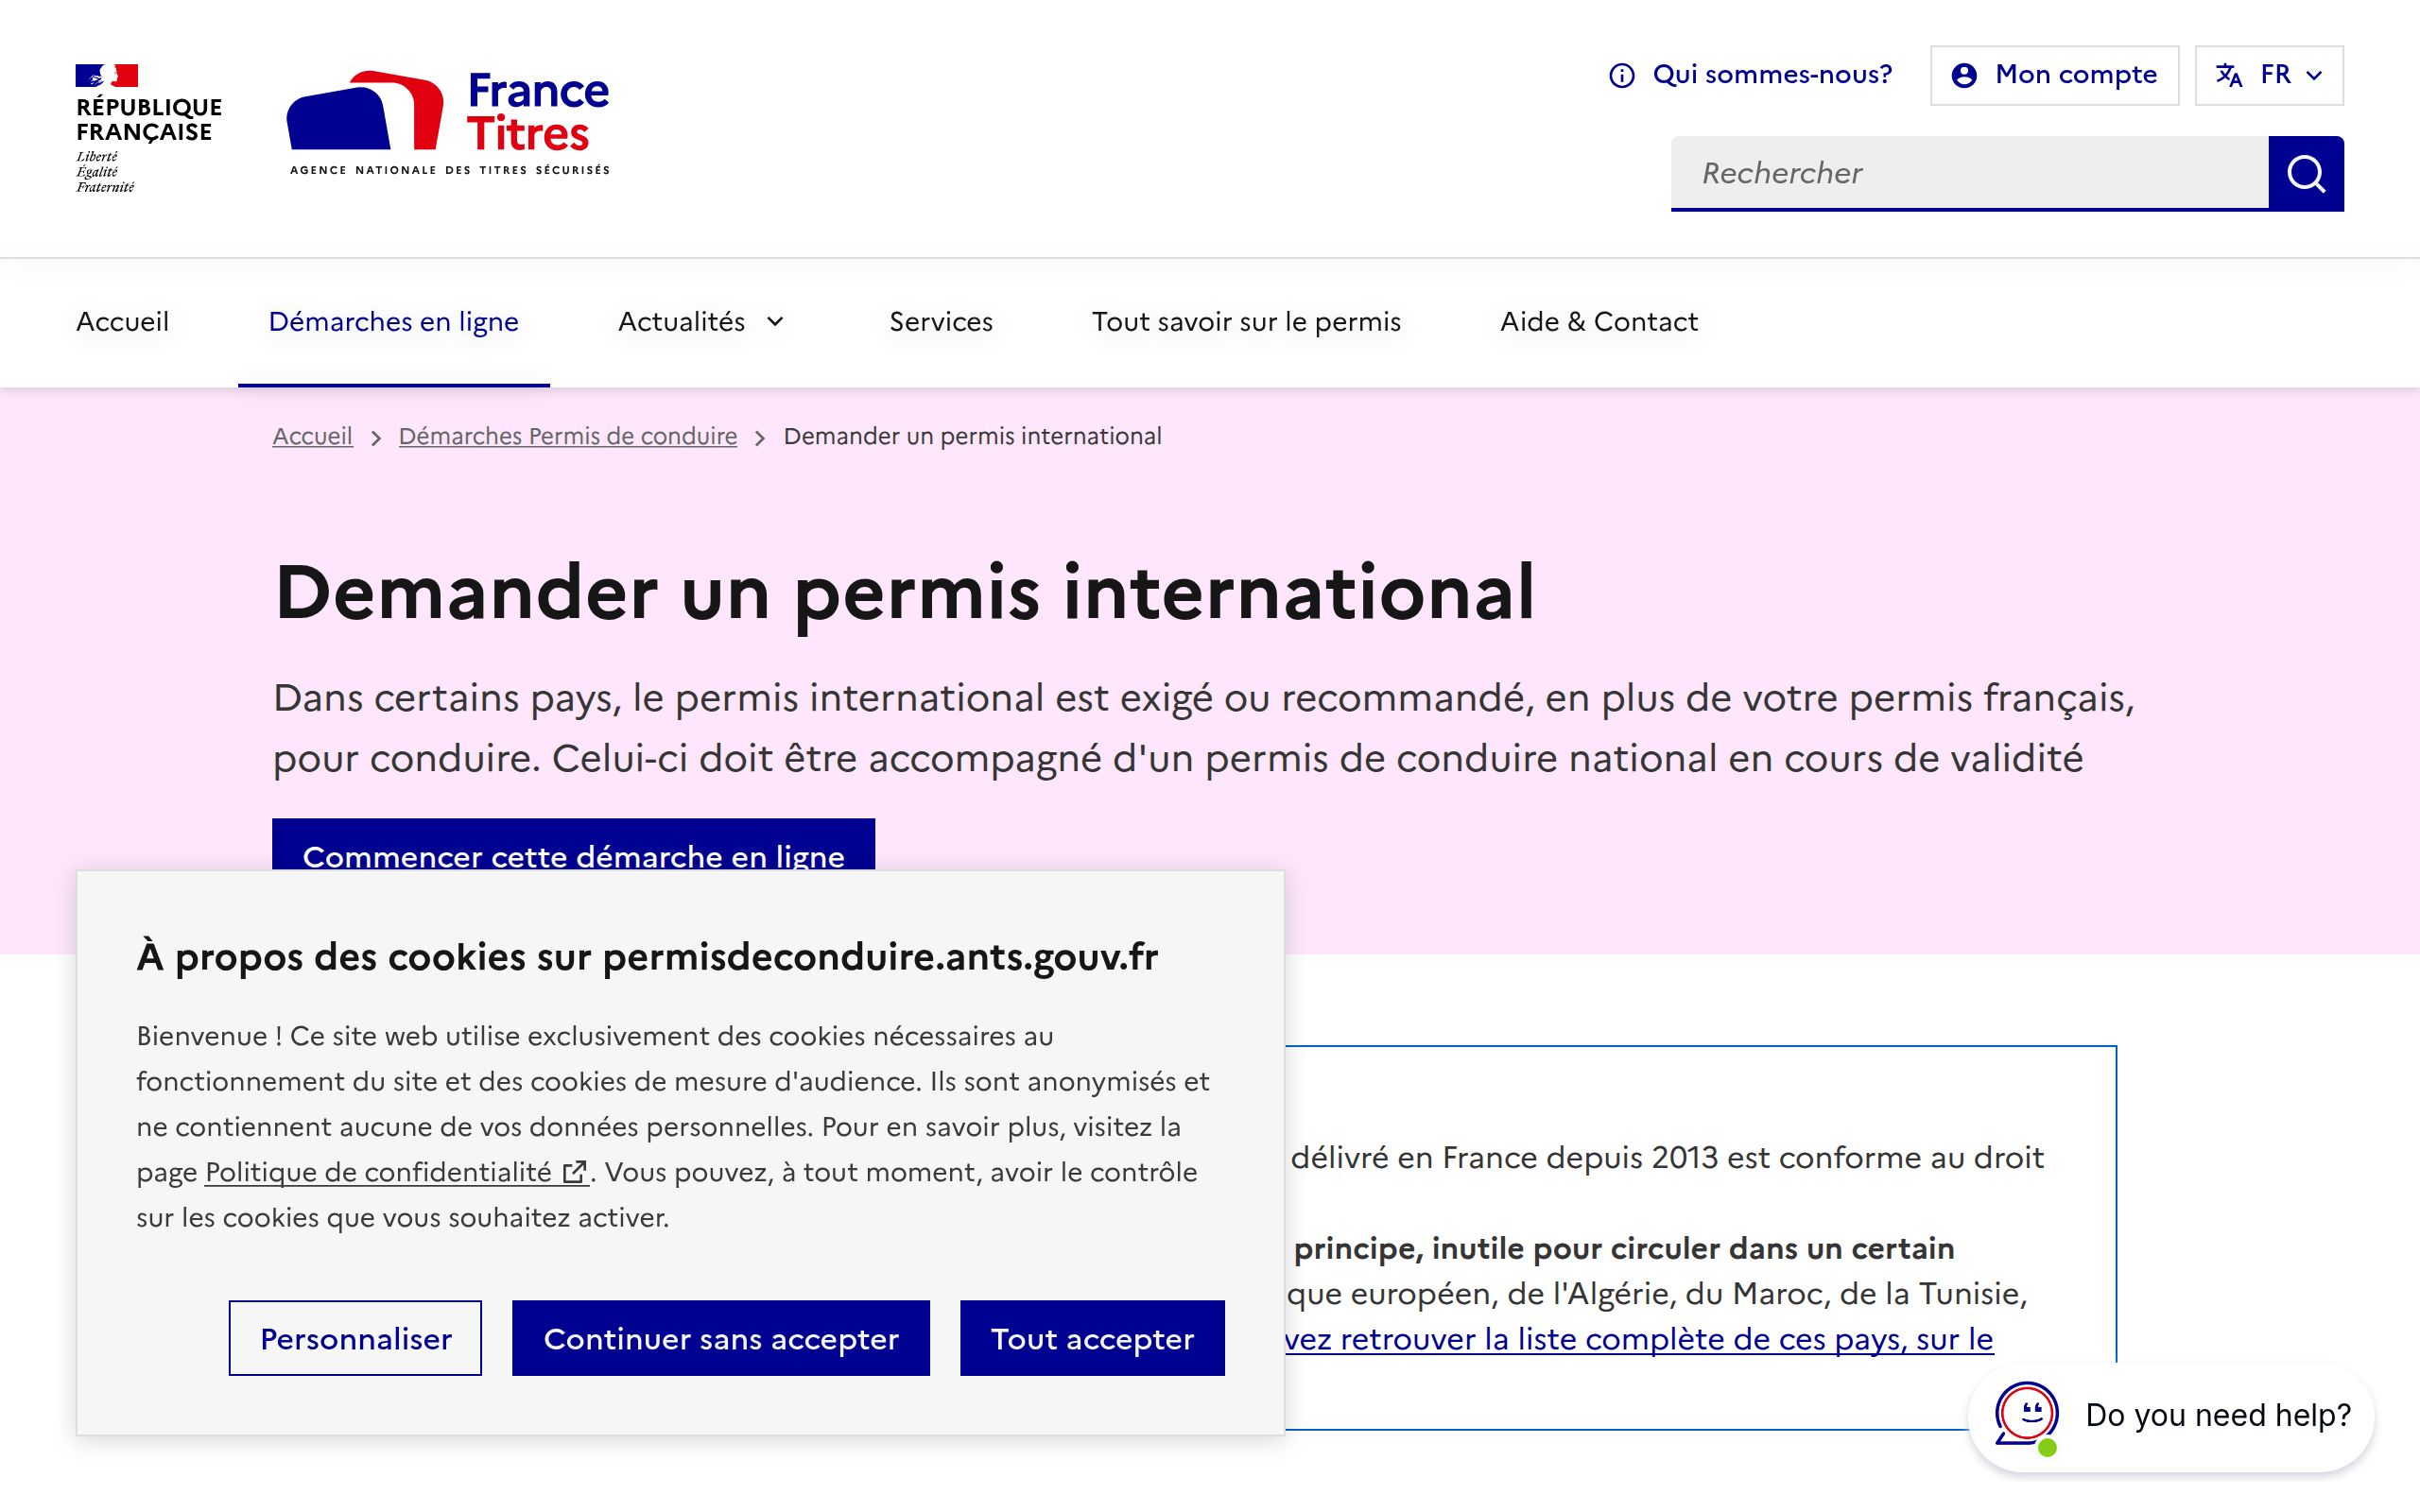 RÉPUBLIQUE
FRANÇAISE
Liberté
Égalité
Fraternité
France
Titres
AGENCE NATIONALE DES TITRES SÉCURISÉS
Qui sommes-nous?
Mon compte
FR
Rechercher
Accueil
Démarches en ligne
Actualités
Services
Tout savoir sur le permis
Aide & Contact
Accueil > Démarches Permis de conduire > Demander un permis international
Demander un permis international
Dans certains pays, le permis international est exigé ou recommandé, en plus de votre permis français,
pour conduire. Celui-ci doit être accompagné d'un permis de conduire national en cours de validité
Commencer cette démarche en ligne
À propos des cookies sur permisdeconduire.ants.gouv.fr
Bienvenue ! Ce site web utilise exclusivement des cookies nécessaires au
fonctionnement du site et des cookies de mesure d'audience. Ils sont anonymisés et
ne contiennent aucune de vos données personnelles. Pour en savoir plus, visitez la
page Politique de confidentialité. Vous pouvez, à tout moment, avoir le contrôle
sur les cookies que vous souhaitez activer.
Personnaliser
Continuer sans accepter
Tout accepter
délivré en France depuis 2013 est conforme au droit
principe, inutile pour circuler dans un certain
que européen, de l'Algérie, du Maroc, de la Tunisie,
vez retrouver la liste complète de ces pays, sur le
Do you need help?